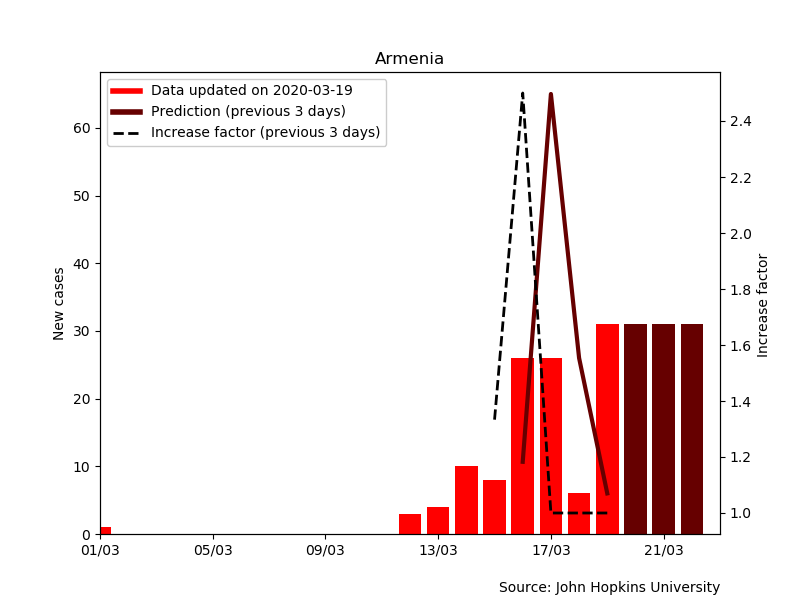 Armenia
Data updated on 2020-03-19
Prediction (previous 3 days)
Increase factor (previous 3 days)
New cases
60
50
40
30
20
10
0
2.4
2.2
2.0
1.8
1.6
1.4
1.2
1.0
Increase factor
01/03 05/03 09/03 13/03 17/03 21/03
Source: John Hopkins University